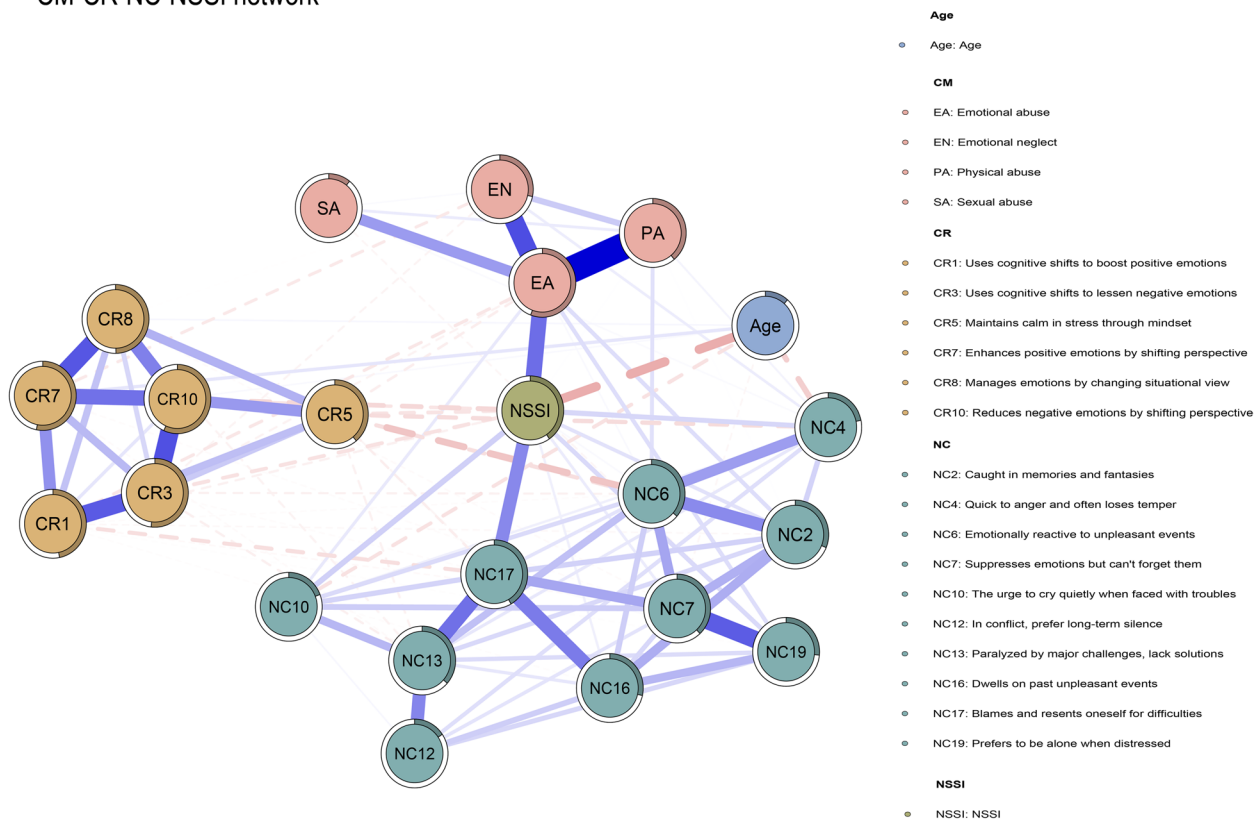 CM-CR-NC-NSSI network
Age
Age: Age
CM
EA: Emotional abuse
EN: Emotional neglect
PA: Physical abuse
SA: Sexual abuse
CR
CR1: Uses cognitive shifts to boost positive emotions
CR3: Uses cognitive shifts to lessen negative emotions
CR5: Maintains calm in stress through mindset
CR7: Enhances positive emotions by shifting perspective
CR8: Manages emotions by changing situational view
CR10: Reduces negative emotions by shifting perspective
NC
NC2: Caught in memories and fantasies
NC4: Quick to anger and often loses temper
NC6: Emotionally reactive to unpleasant events
NC7: Suppresses emotions but can't forget them
NC10: The urge to cry quietly when faced with troubles
NC12: In conflict, prefer long-term silence
NC13: Paralyzed by major challenges, lack solutions
NC16: Dwells on past unpleasant events
NC17: Blames and resents oneself for difficulties
NC19: Prefers to be alone when distressed
NSSI
NSSI: NSSI
EN
SA
PA
EA
CR8
Age
CR7
CR10
CR5
NSSI
NC4
CR3
NC6
CR1
NC2
NC17
NC10
NC7
NC13
NC19
NC16
NC12